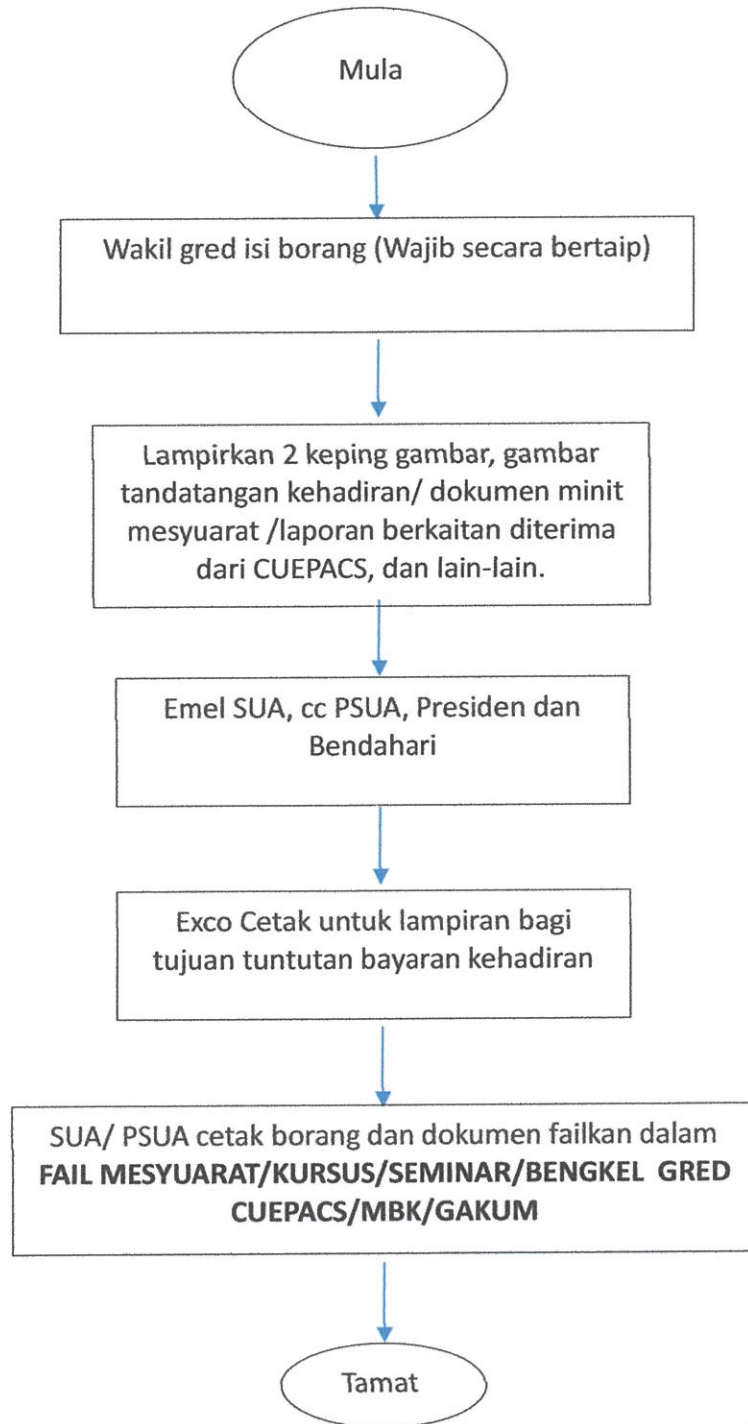 Mula
Wakil gred isi borang (Wajib secara bertaip)
Lampirkan 2 keping gambar, gambar
tandatangan kehadiran/ dokumen minit
mesyuarat /laporan berkaitan diterima
dari CUEPACS, dan lain-lain.
Emel SUA, cc PSUA, Presiden dan
Bendahari
Exco Cetak untuk lampiran bagi
tujuan tuntutan bayaran kehadiran
SUA/ PSUA cetak borang dan dokumen failkan dalam
FAIL MESYUARAT/KURSUS/SEMINAR/BENGKEL GRED
CUEPACS/MBK/GAKUM
Tamat